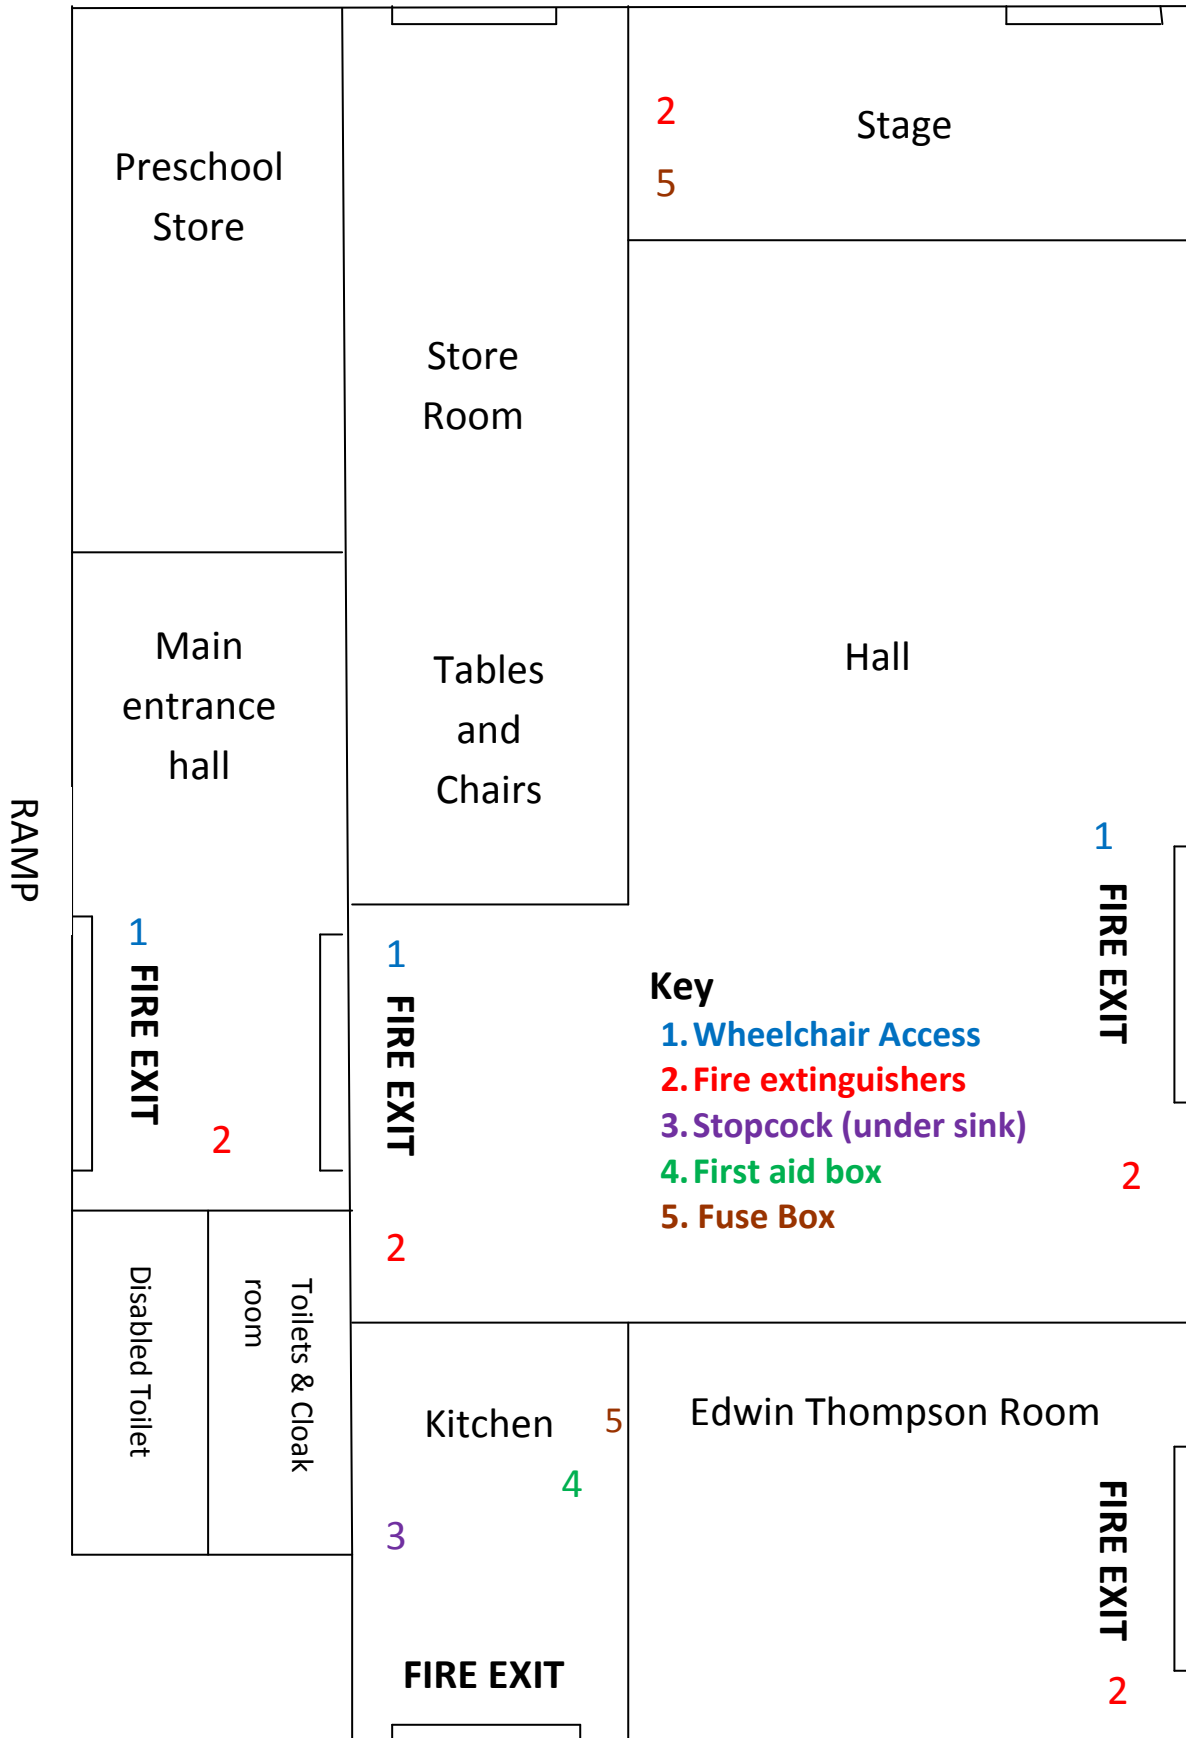 2
Stage
5
Preschool
Store
Store
Room
Main
entrance
hall
Tables
and
Chairs
Hall
RAMP
1
FIRE EXIT
2
1
FIRE EXIT
2
Key
1. Wheelchair Access
2. Fire extinguishers
3. Stopcock (under sink)
4. First aid box
5. Fuse Box
1
FIRE EXIT
2
Disabled Toilet
Toilets & Cloak
room
Kitchen
5
4
3
FIRE EXIT
Edwin Thompson Room
FIRE EXIT
2